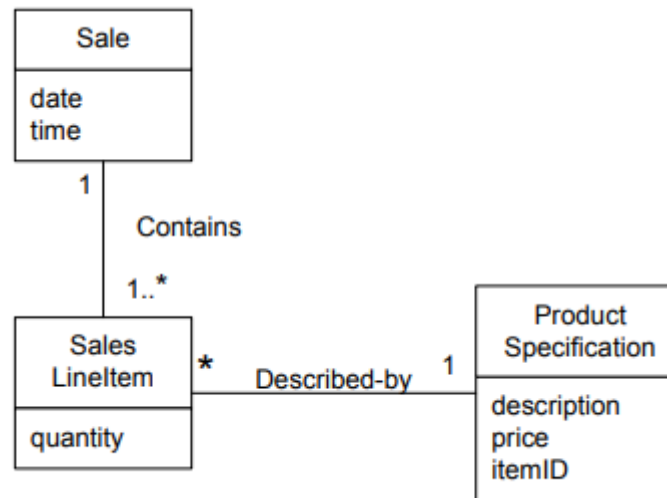 Sale
date
time
1
Contains
1..*
Sales
LineItem
quantity
*
Described-by
1
Product
Specification
description
price
itemID